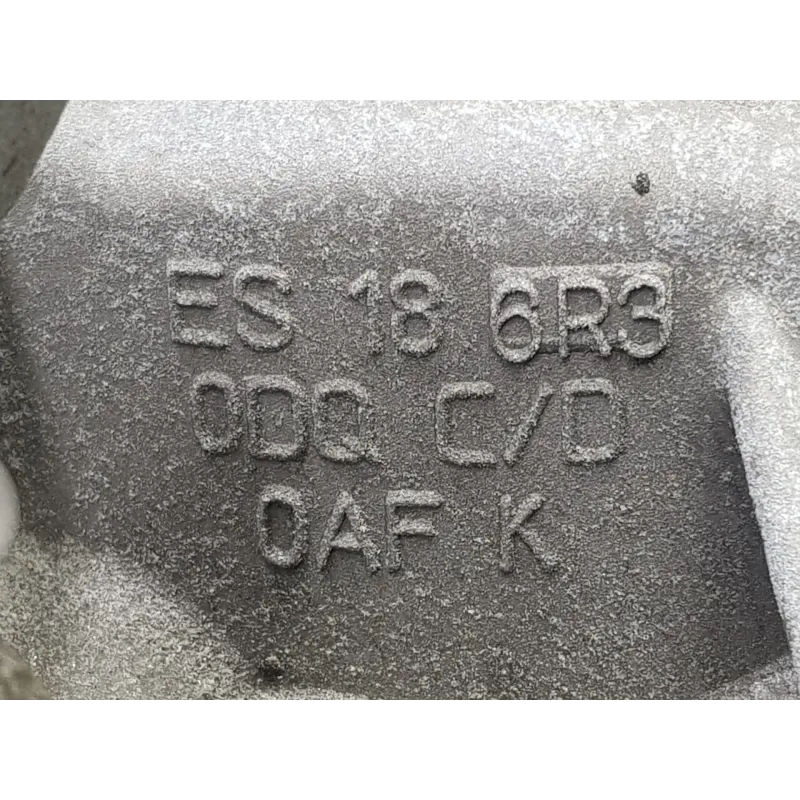 ES 18 6R3
0DQ C/D
0AF K